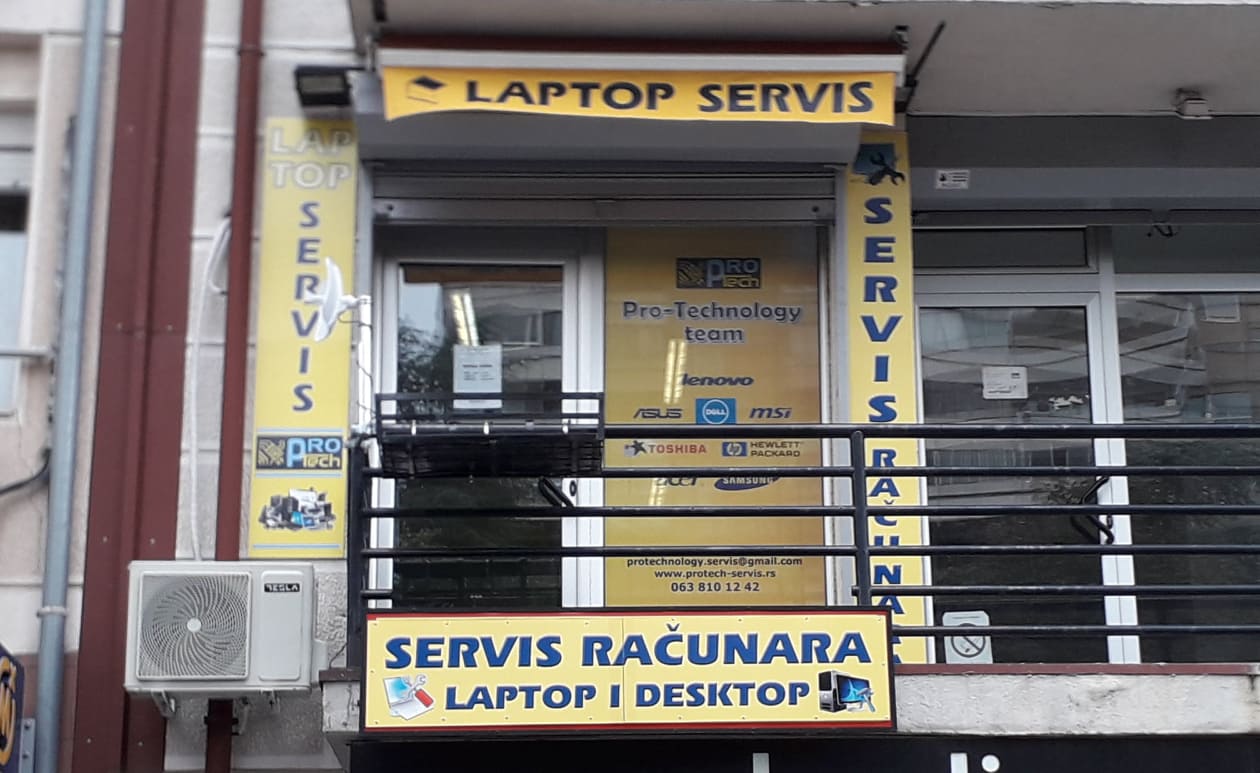 LAPTOP SERVIS
LAP
TOP
SERVIS
PRO
Tech
TESLA
PRO
Tech
Pro-Technology
team
lenovo
ASUS DELL msi
TOSHIBA hp HEWLETT
PACKARD
acer SAMSUNG
protechnology.servis@gmail.com
www.protech-servis.rs
063 810 12 42
SERVIS RAČUNARA
SERVIS RAČUNARA
LAPTOP I DESKTOP